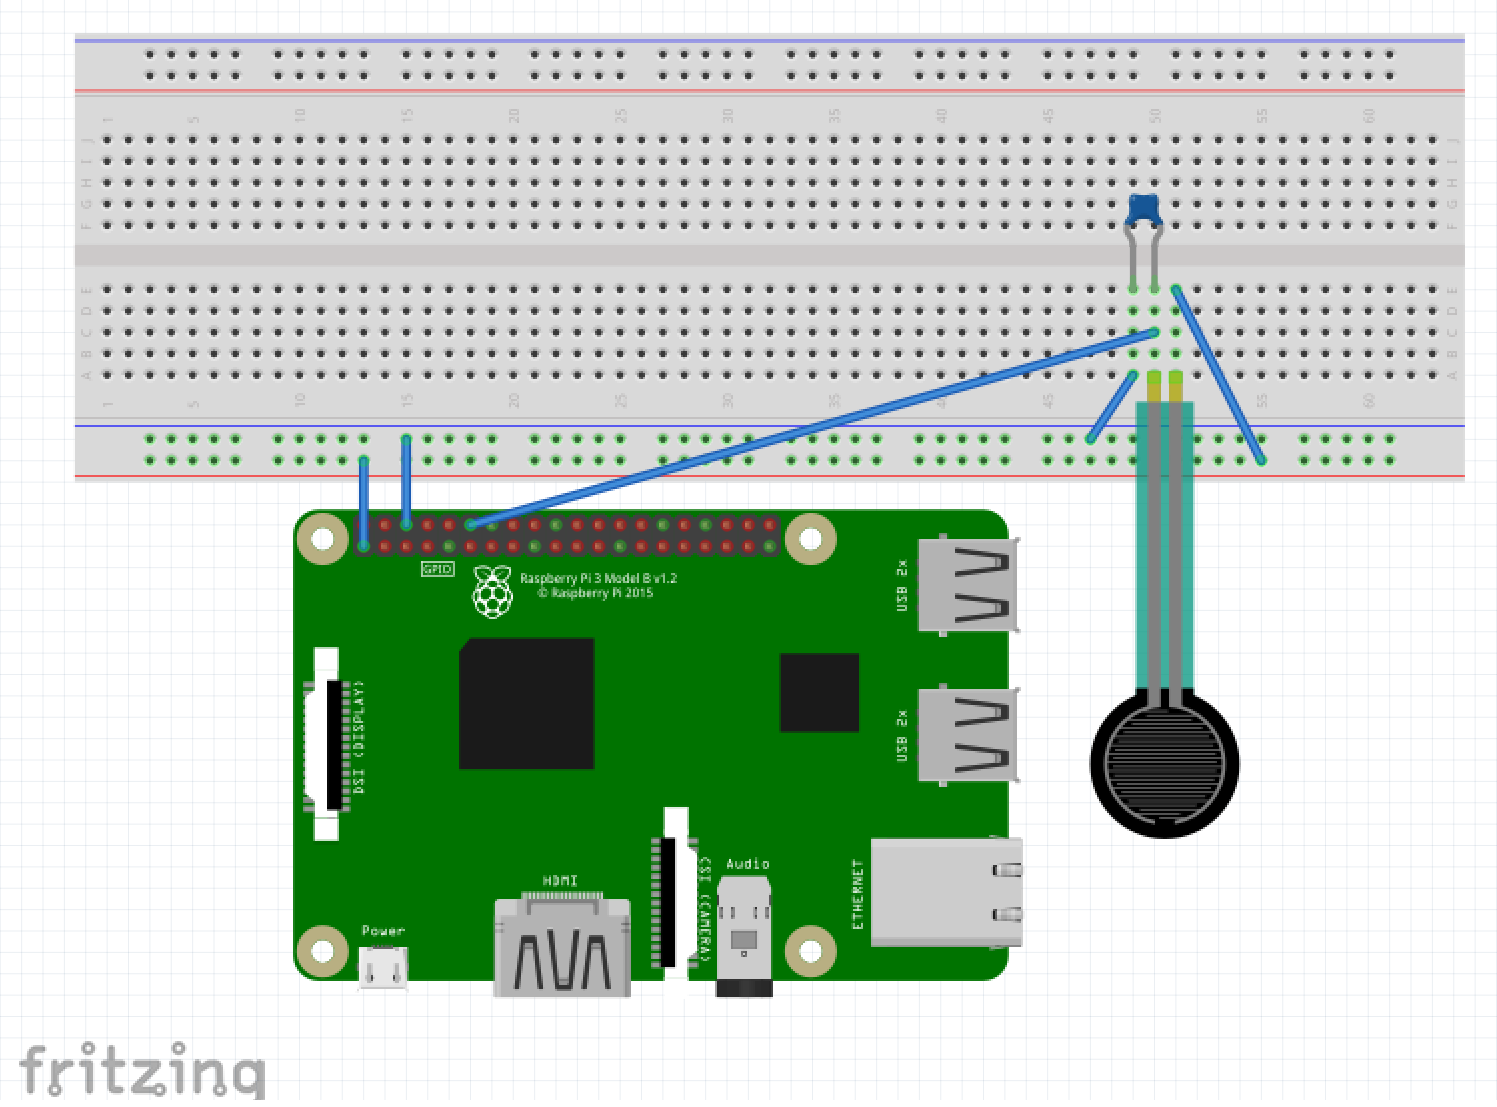 1 5 10 15 20 25 30 35 40 45 50 55 60
J J
I I
H H
G G
F F
E E
D D
C C
B B
A A
1 5 10 15 20 25 30 35 40 45 55 60
GPIO
Raspberry Pi 3 Model B v1.2
© Raspberry Pi 2015
USB 2x
DSI (DISPLAY)
USB 2x
CSI (CAMERA)
Audio
ETHERNET
HDMI
Power
fritzing